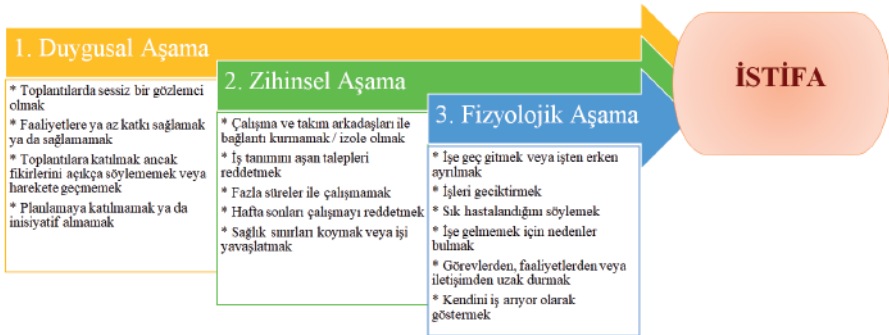 1. Duygusal Aşama
* Toplantılarda sessiz bir gözlemci
olmak
* Faaliyetlere ya az katkı sağlamak
ya da sağlamamak
* Toplantılara katılmak ancak
fikirlerini açıkça söylememek veya
harekete geçmemek
* Planlamaya katılmamak ya da
inisiyatif almamak
2. Zihinsel Aşama
* Çalışma ve takım arkadaşları ile
bağlantı kurmamak / izole olmak
* İş tanımını aşan talepleri
reddetmek
* Fazla süreler ile çalışmamak
* Hafta sonları çalışmayı reddetmek
* Sağlık sınırları koymak veya işi
yavaşlatmak
3. Fizyolojik Aşama
* İşe geç gitmek veya işten erken
ayrılmak
* İşleri geciktirmek
* Sık hastalandığını söylemek
* İşe gelmemek için nedenler
bulmak
* Görevlerden, faaliyetlerden veya
iletişimden uzak durmak
* Kendini iş arıyor olarak
göstermek
İSTİFA